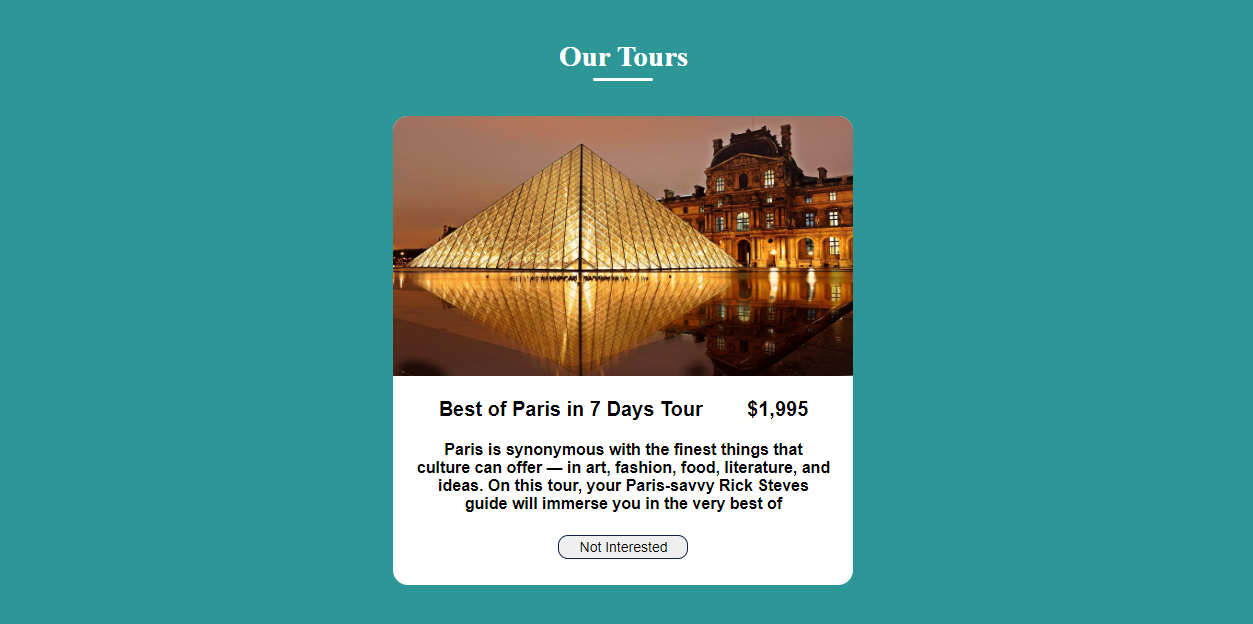 Our Tours
Best of Paris in 7 Days Tour $1,995
Paris is synonymous with the finest things that
culture can offer — in art, fashion, food, literature, and
ideas. On this tour, your Paris-savvy Rick Steves
guide will immerse you in the very best of
Not Interested